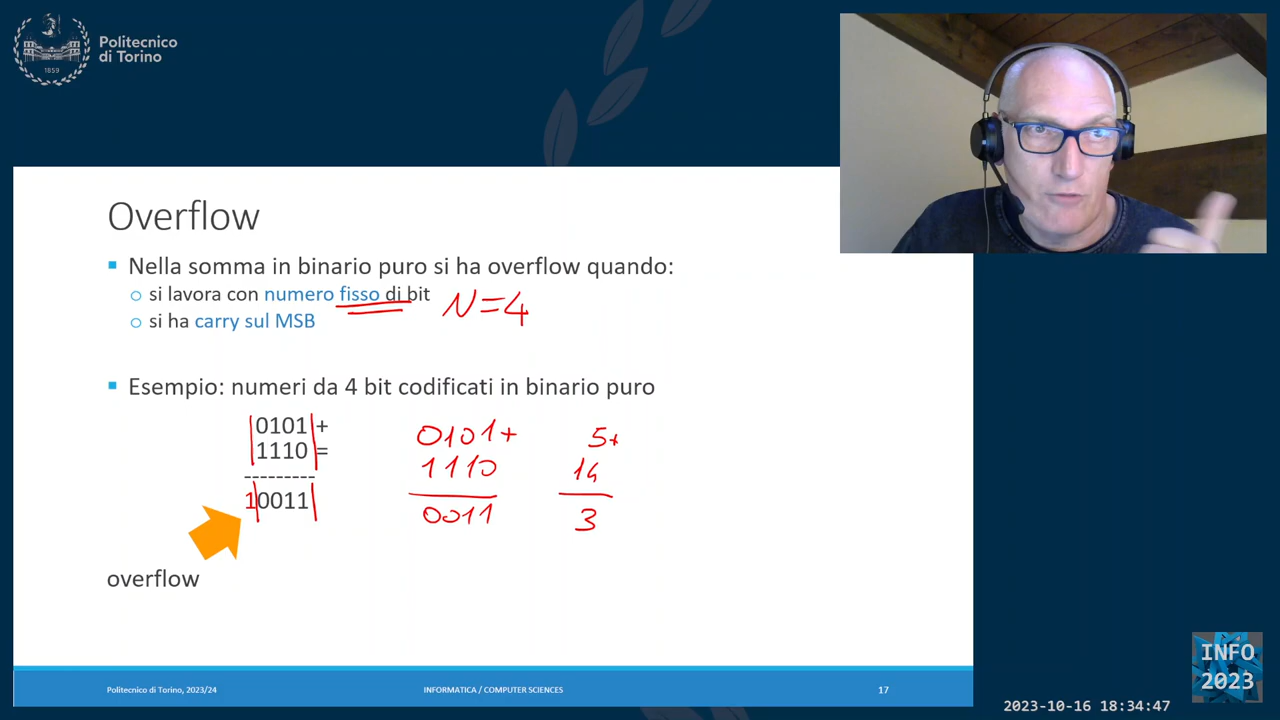 Politecnico
di Torino
1859
Overflow
Nella somma in binario puro si ha overflow quando:
si lavora con numero fisso di bit
N=4
si ha carry sul MSB
Esempio: numeri da 4 bit codificati in binario puro
0101 +
1110 =
---------
10011
0101+
1110
0011
5+
14
3
overflow
Politecnico di Torino, 2023/24
INFORMATICA / COMPUTER SCIENCES
17
INFO
2023
2023-10-16 18:34:47